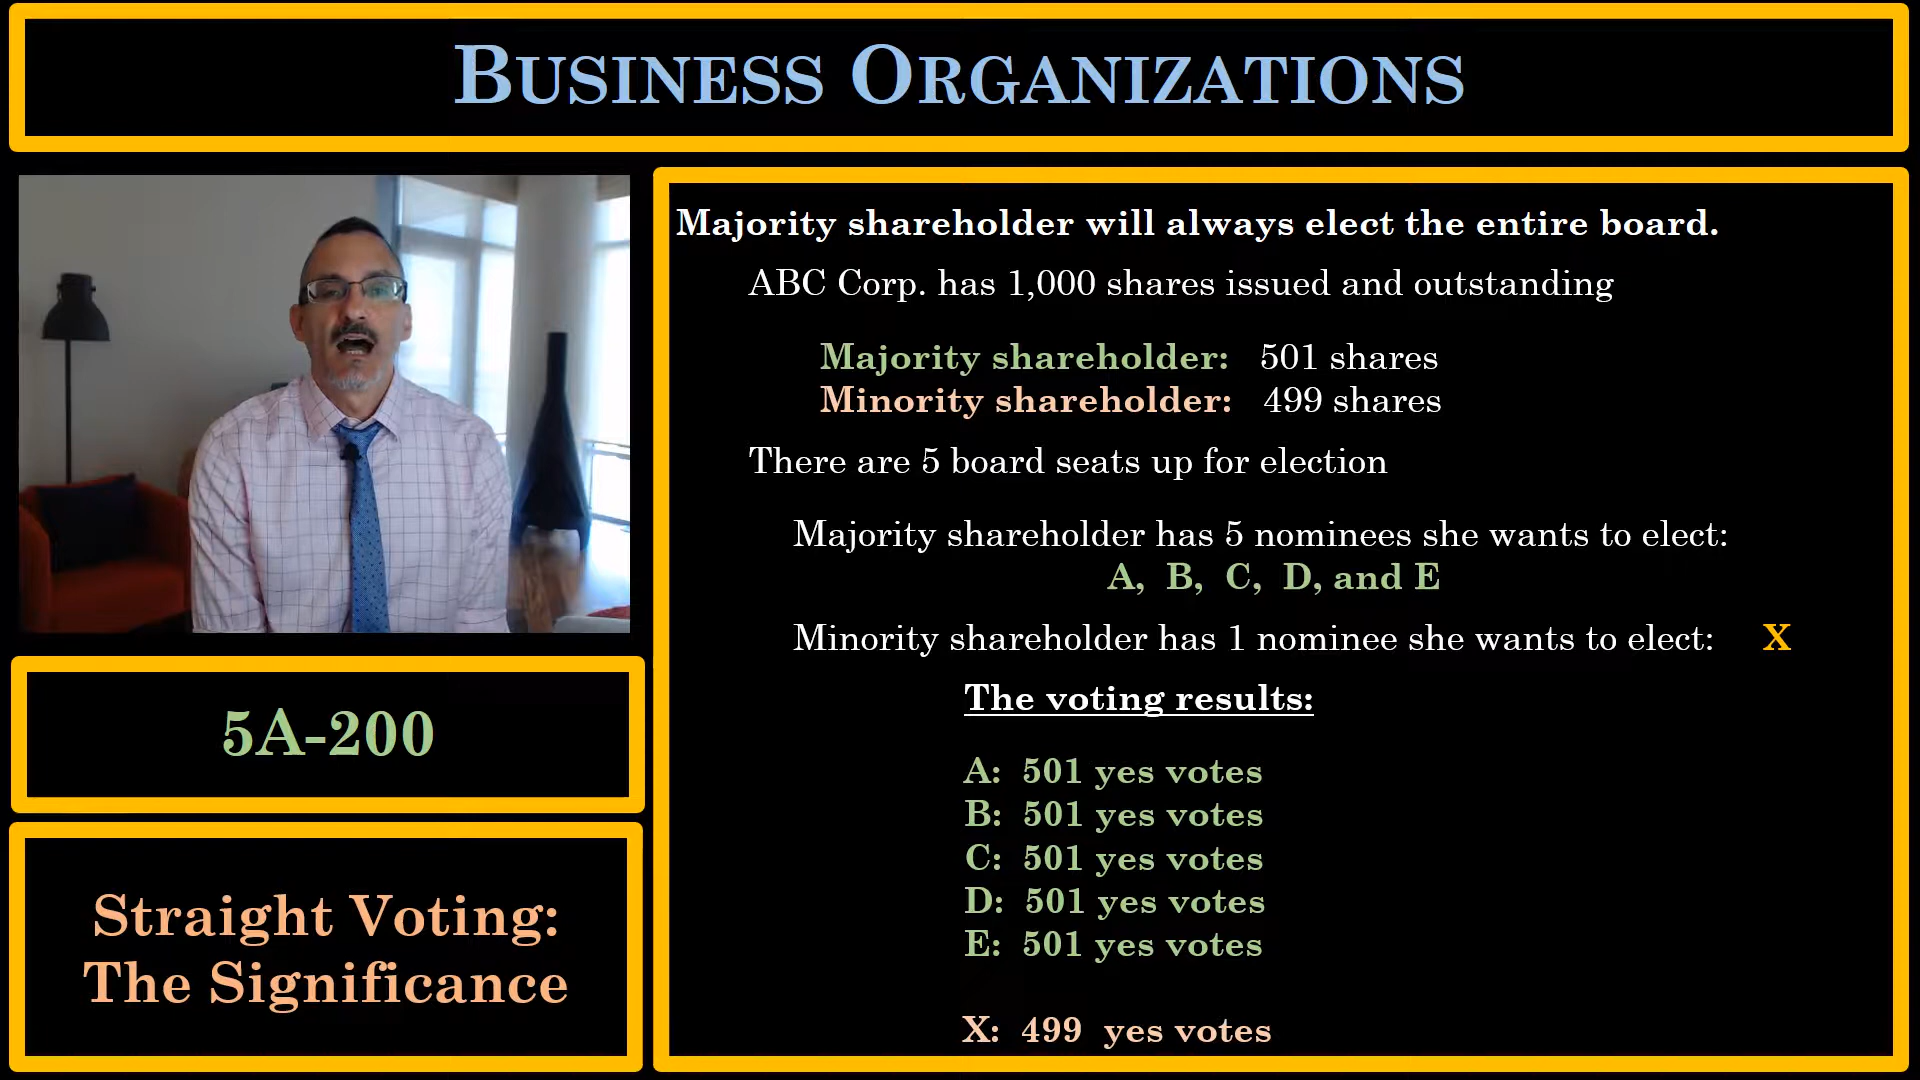 BUSINESS ORGANIZATIONS
Majority shareholder will always elect the entire board.
ABC Corp. has 1,000 shares issued and outstanding
Majority shareholder: 501 shares
Minority shareholder: 499 shares
There are 5 board seats up for election
Majority shareholder has 5 nominees she wants to elect:
A, B, C, D, and E
Minority shareholder has 1 nominee she wants to elect: X
The voting results:
A: 501 yes votes
B: 501 yes votes
C: 501 yes votes
D: 501 yes votes
E: 501 yes votes
X: 499 yes votes
5A-200
Straight Voting:
The Significance